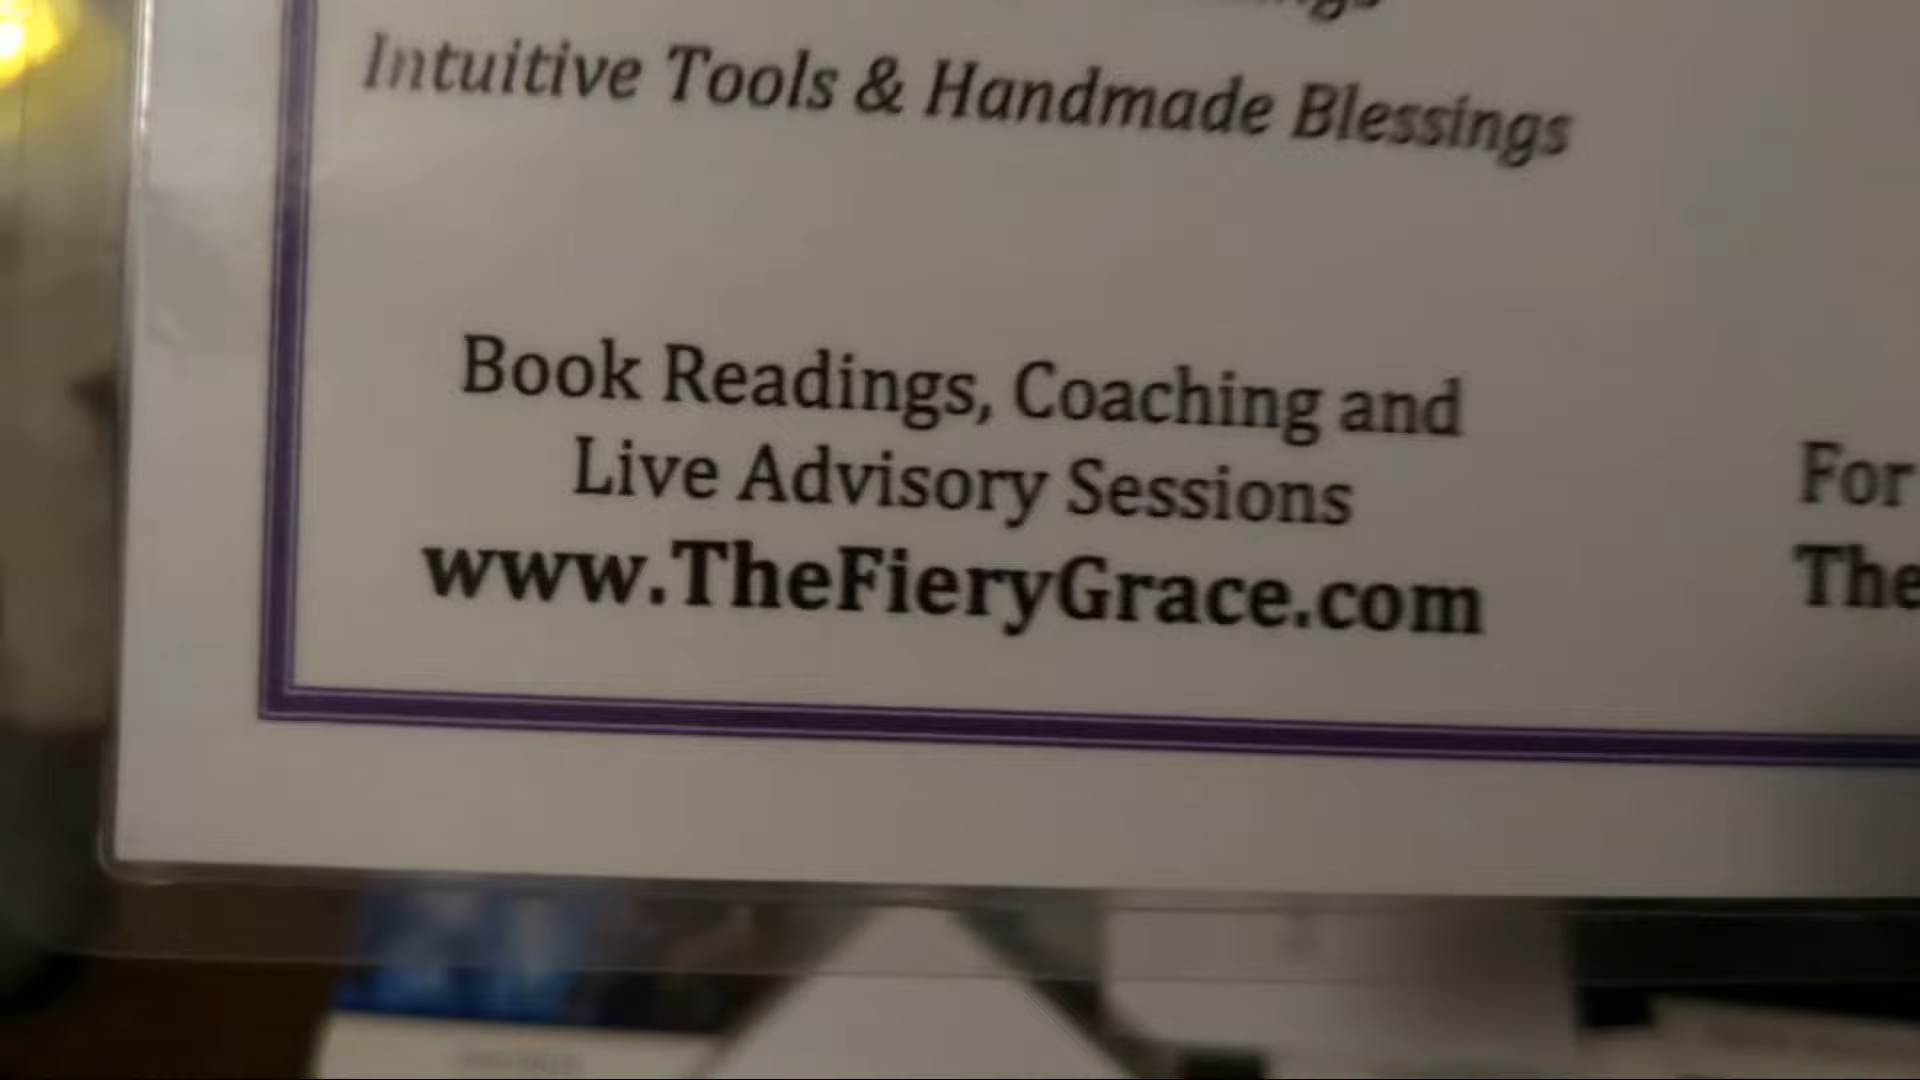 Intuitive Tools & Handmade Blessings
Book Readings, Coaching and
Live Advisory Sessions
www.TheFieryGrace.com
For
The